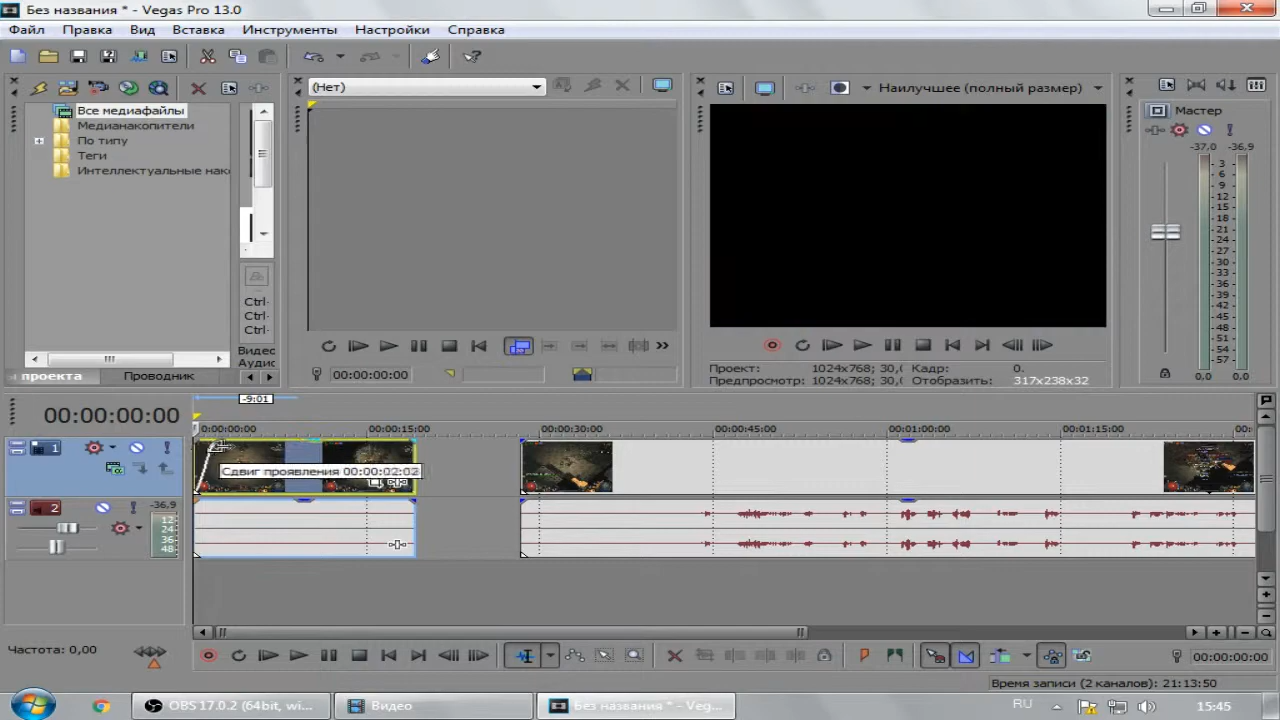 Без названия * - Vegas Pro 13.0
Файл Правка Вид Вставка Инструменты Настройки Справка
(Нет)
Наилучшее (полный размер)
Все медиафайлы
Медианакопители
По типу
Теги
Интеллектуальные нако
Ctrl-
Ctrl-
Ctrl-
Видео
Аудио
Мастер
-37,0 -36,9
3
6
9
12
15
18
21
24
27
30
33
36
39
42
45
48
51
54
57
0,0 0,0
00:00:00:00
Проект: 1024x768; 30,0 Кадр: 0.
Предпросмотр: 1024x768; 30,0 Отобразить: 317x238x32
и проекта Проводник
-9:01
00:00:00:00
0:00:00:00 00:00:15:00 00:00:30:00 00:00:45:00 00:01:00:00 00:01:15:00 00:0
1
Сдвиг проявления 00:00:02:02
2
-36,9
12
24
36
48
Частота: 0,00
00:00:00:00
Время записи (2 каналов): 21:13:50
OBS 17.0.2 (64bit, wi...
Видео
Без названия * - Veg...
RU
15:45